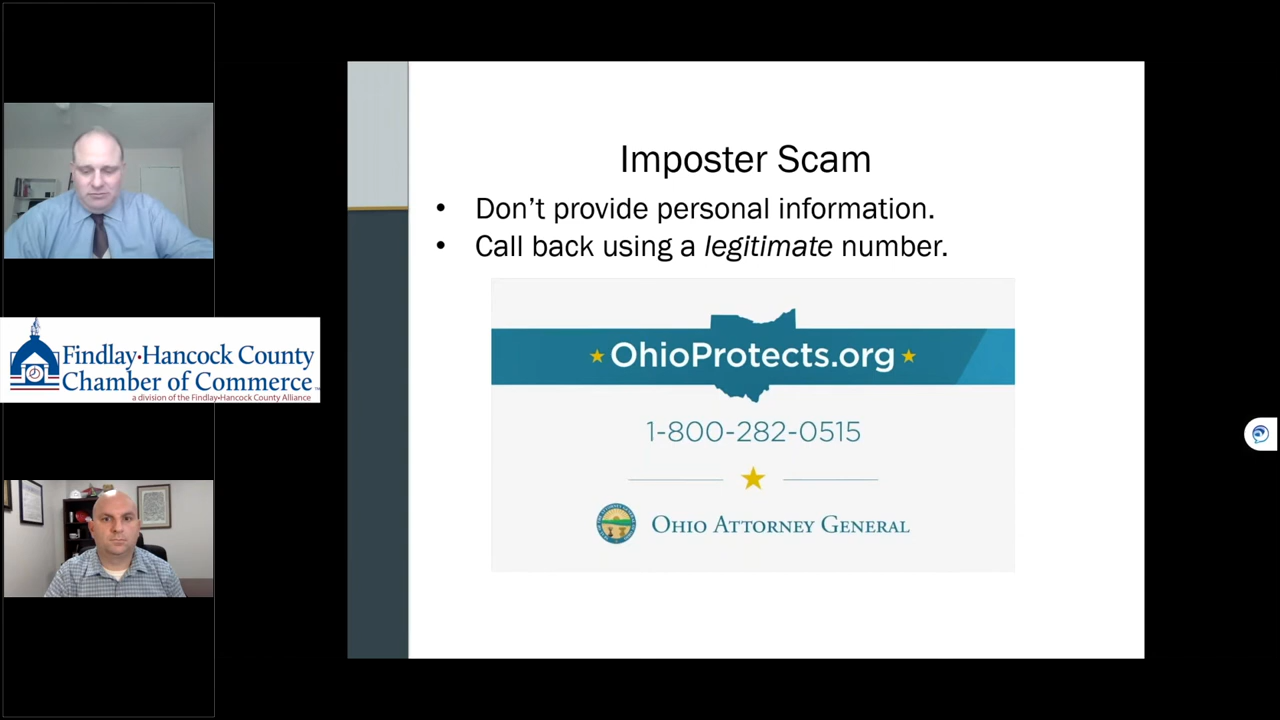 Imposter Scam
• Don’t provide personal information.
• Call back using a legitimate number.
OhioProtects.org
1-800-282-0515
OHIO ATTORNEY GENERAL
Findlay•Hancock County
Chamber of Commerce
a division of the Findlay•Hancock County Alliance